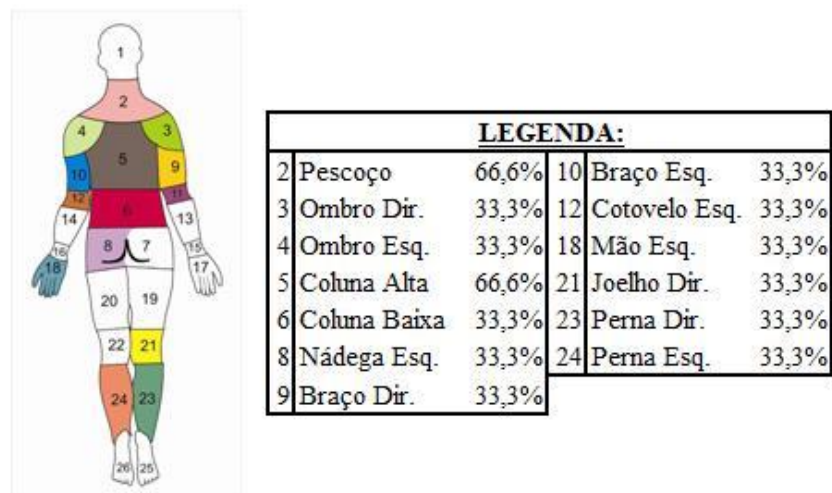 1
2
4 3
5
10 9
12 11
6
14 13
8 7
16 15
18 17
20 19
22 21
24 23
26 25
LEGENDA:
2 Pescoço 66,6% 10 Braço Esq. 33,3%
3 Ombro Dir. 33,3% 12 Cotovelo Esq. 33,3%
4 Ombro Esq. 33,3% 18 Mão Esq. 33,3%
5 Coluna Alta 66,6% 21 Joelho Dir. 33,3%
6 Coluna Baixa 33,3% 23 Perna Dir. 33,3%
8 Nádega Esq. 33,3% 24 Perna Esq. 33,3%
9 Braço Dir. 33,3%